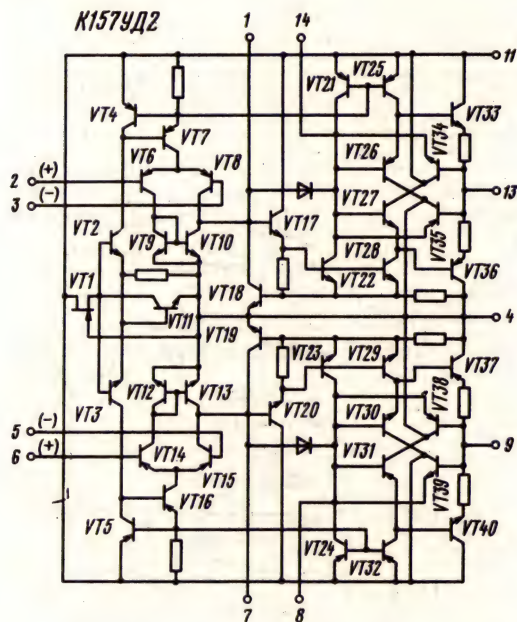 К157УД2
1
14
11
VT21
VT25
VT33
VT4
VT7
VT34
VT6
VT8
VT26
2 (+)
3 (-)
13
VT27
VT17
VT35
VT2
VT9
VT10
VT28
VT36
VT1
VT18
VT22
VT11
4
VT19
VT23
VT29
VT37
VT12
VT13
VT38
VT3
VT20
VT30
5 (-)
6 (+)
9
VT14
VT31
VT15
VT39
VT16
VT5
VT24
VT32
VT40
7
8